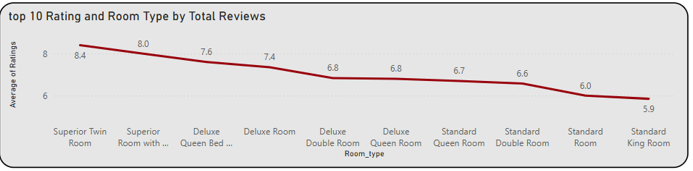 top 10 Rating and Room Type by Total Reviews
Average of Ratings
8
6
8.4
8.0
7.6
7.4
6.8
6.8
6.7
6.6
6.0
5.9
Superior Twin
Room
Superior
Room with ...
Deluxe
Queen Bed ...
Deluxe Room
Deluxe
Double Room
Deluxe
Queen Room
Standard
Queen Room
Standard
Double Room
Standard
Room
Standard
King Room
Room_type